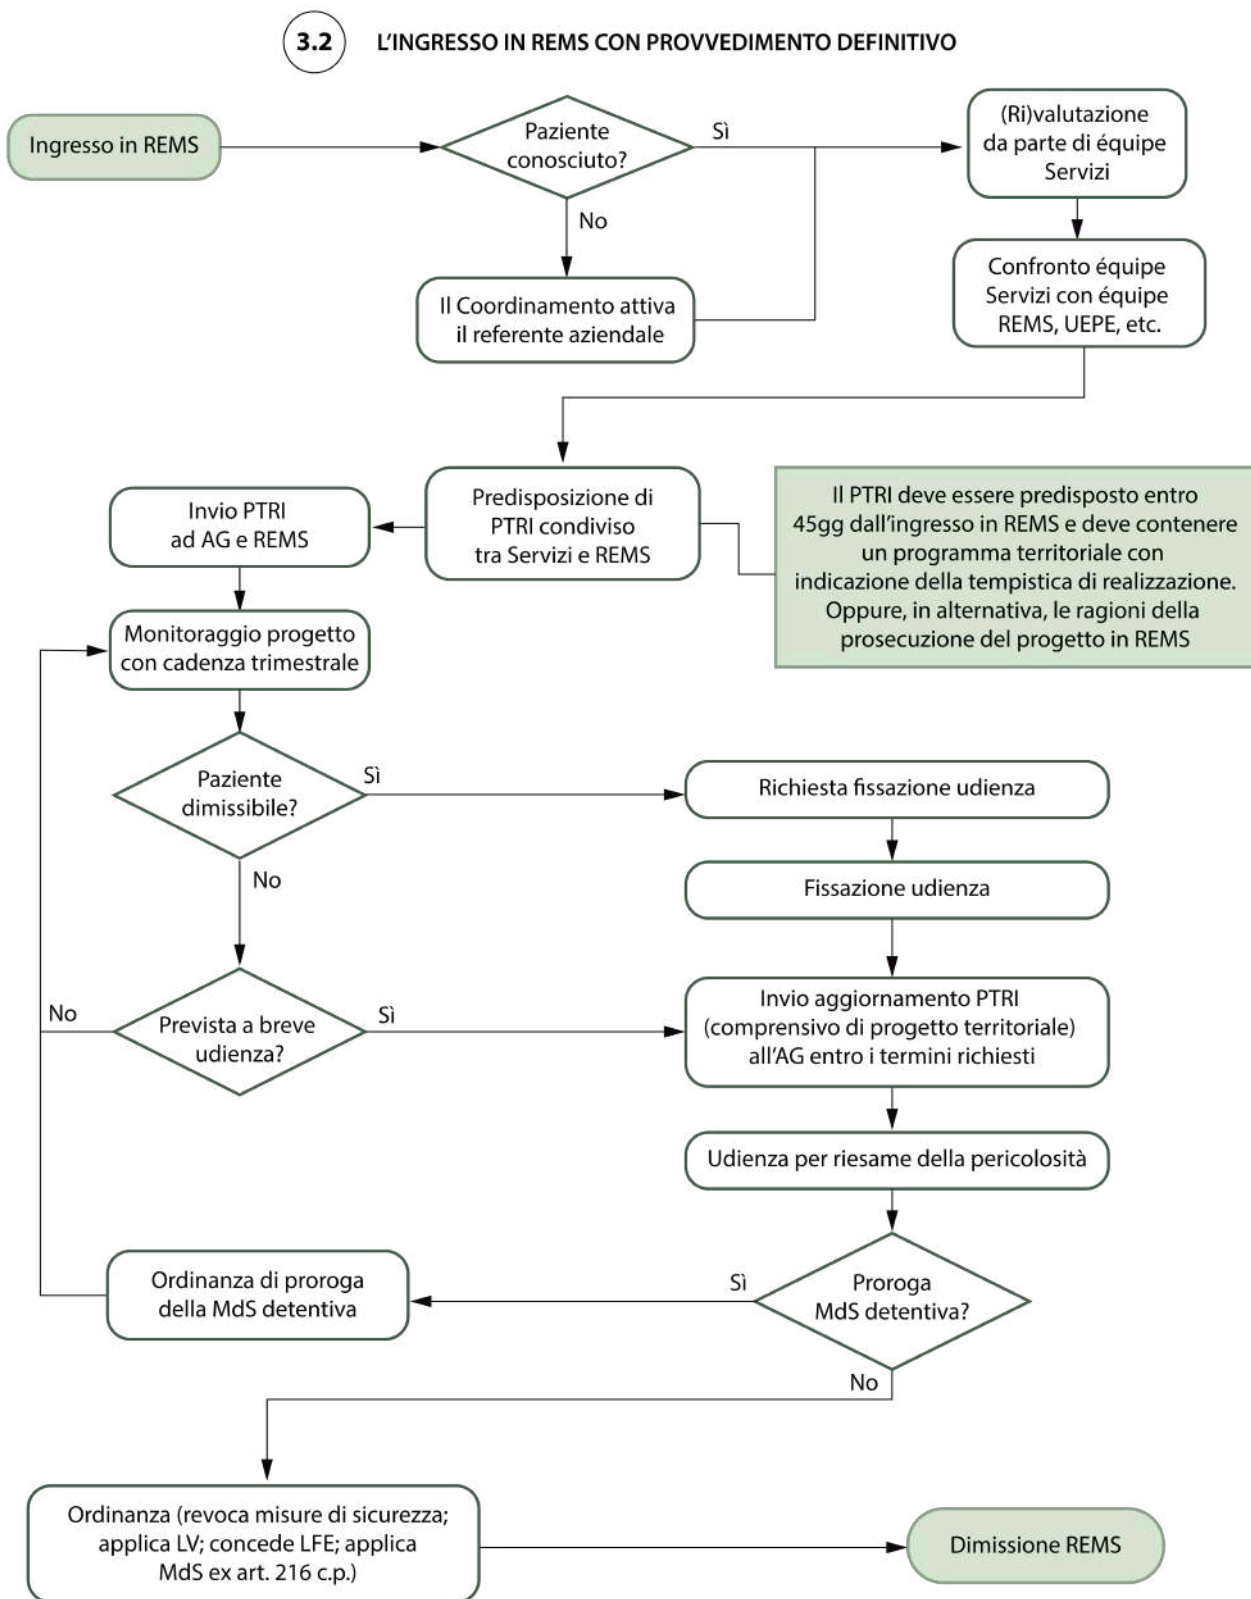 3.2 L'INGRESSO IN REMS CON PROVVEDIMENTO DEFINITIVO
Ingresso in REMS
Paziente
conosciuto?
Sì
No
(Ri)valutazione
da parte di équipe
Servizi
Il Coordinamento attiva
il referente aziendale
Confronto équipe
Servizi con équipe
REMS, UEPE, etc.
Predisposizione di
PTRI condiviso
tra Servizi e REMS
Il PTRI deve essere predisposto entro
45gg dall'ingresso in REMS e deve contenere
un programma territoriale con
indicazione della tempistica di realizzazione.
Oppure, in alternativa, le ragioni della
prosecuzione del progetto in REMS
Invio PTRI
ad AG e REMS
Monitoraggio progetto
con cadenza trimestrale
Paziente
dimissibile?
Sì
No
Richiesta fissazione udienza
Fissazione udienza
Prevista a breve
udienza?
No
Sì
Invio aggiornamento PTRI
(comprensivo di progetto territoriale)
all'AG entro i termini richiesti
Udienza per riesame della pericolosità
Proroga
MdS detentiva?
Sì
No
Ordinanza di proroga
della MdS detentiva
Ordinanza (revoca misure di sicurezza;
applica LV; concede LFE; applica
MdS ex art. 216 c.p.)
Dimissione REMS